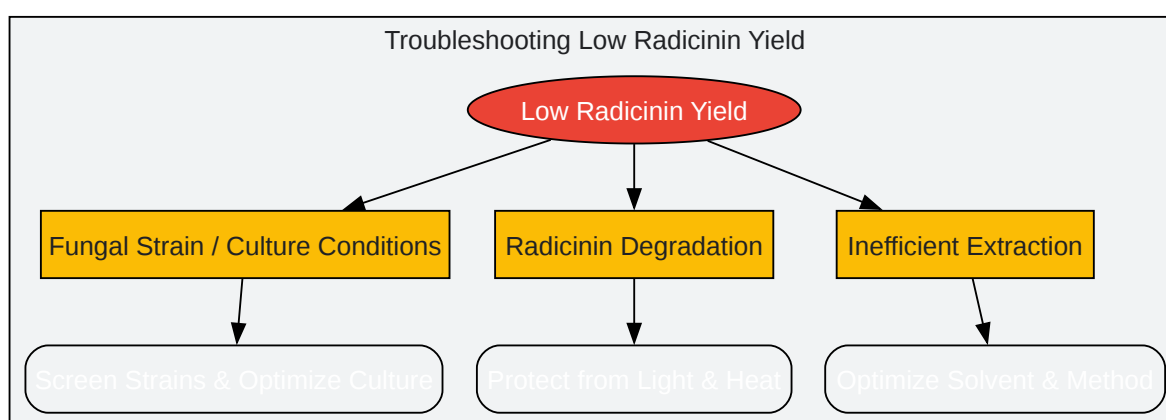 Troubleshooting Low Radicinin Yield
Low Radicinin Yield
Fungal Strain / Culture Conditions
Radicinin Degradation
Inefficient Extraction
Screen Strains & Optimize Culture
Protect from Light & Heat
Optimize Solvent & Method